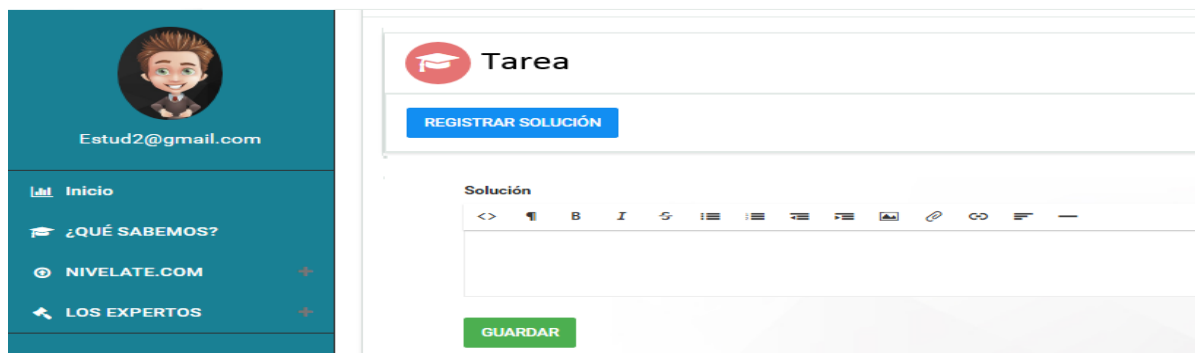 Estud2@gmail.com
Inicio
¿QUÉ SABEMOS?
NIVELATE.COM
LOS EXPERTOS
Tarea
REGISTRAR SOLUCIÓN
Solución
GUARDAR